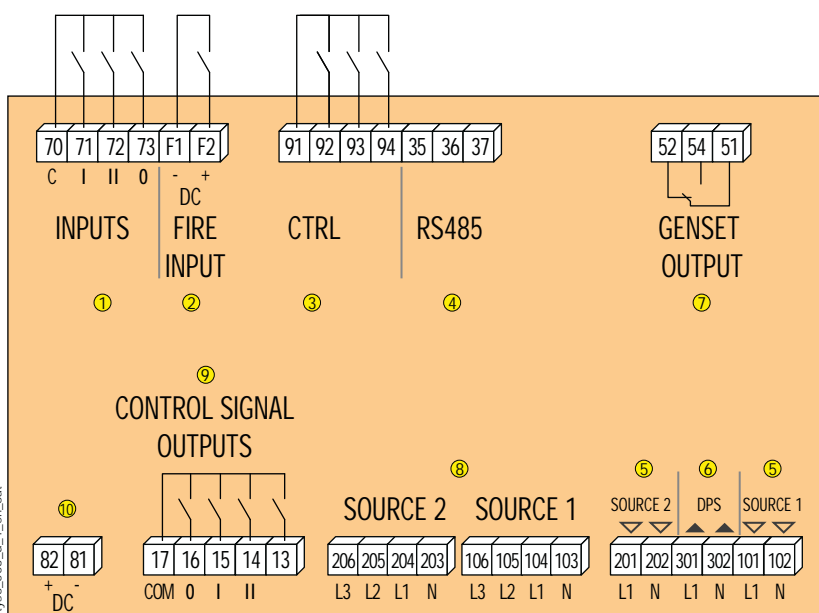 70 71 72 73 F1 F2 91 92 93 94 35 36 37 52 54 51
C I II 0 - +
DC
INPUTS FIRE INPUT CTRL RS485 GENSET OUTPUT
1 2 3 4 7
9
CONTROL SIGNAL
OUTPUTS
8 5 6 5
10 SOURCE 2 SOURCE 1 SOURCE 2 DPS SOURCE 1
82 81 17 16 15 14 13 206 205 204 203 106 105 104 103 201 202 301 302 101 102
+ - COM 0 I II L3 L2 L1 N L3 L2 L1 N L1 N L1 N L1 N
DC